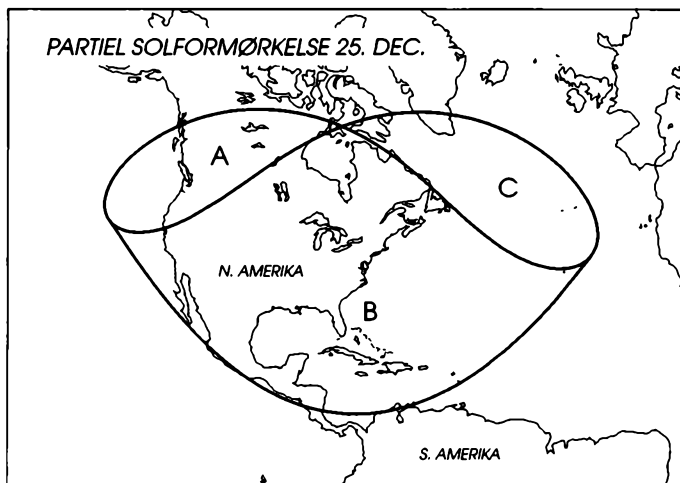 PARTIEL SOLFORMØRKELSE 25. DEC.
A
C
N. AMERIKA
B
S. AMERIKA